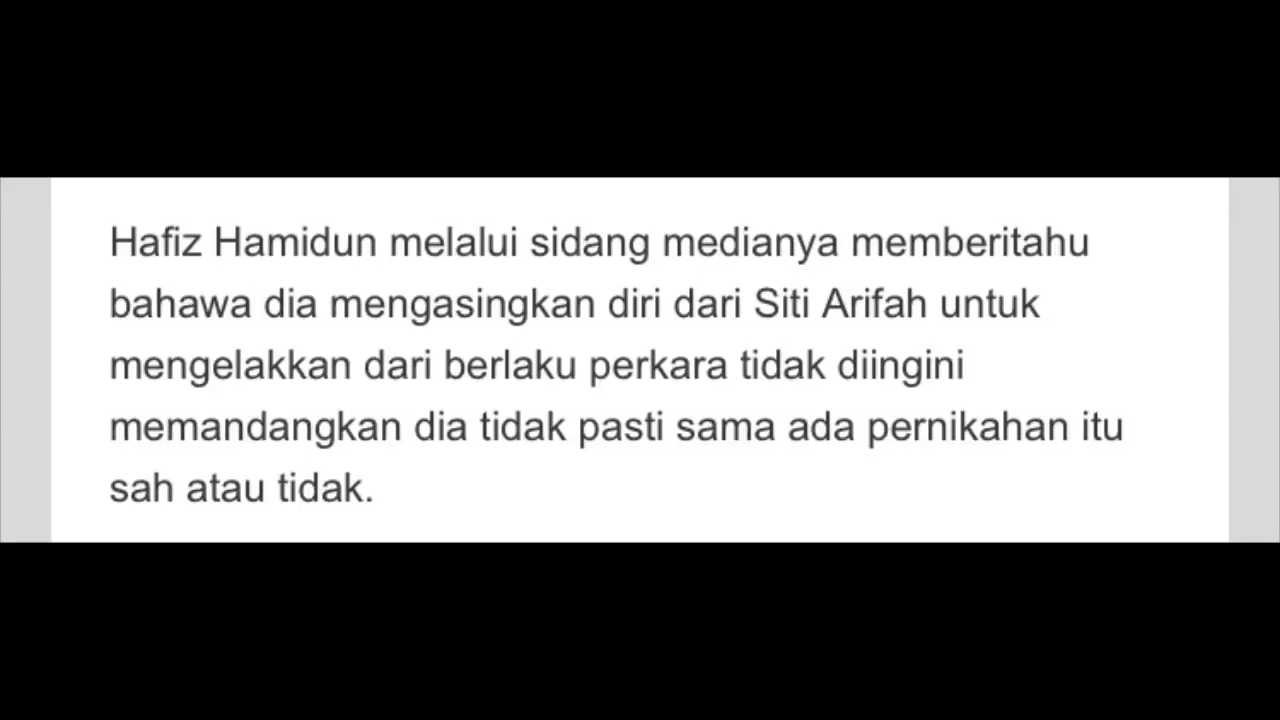 Hafiz Hamidun melalui sidang medianya memberitahu
bahawa dia mengasingkan diri dari Siti Arifah untuk
mengelakkan dari berlaku perkara tidak diingini
memandangkan dia tidak pasti sama ada pernikahan itu
sah atau tidak.